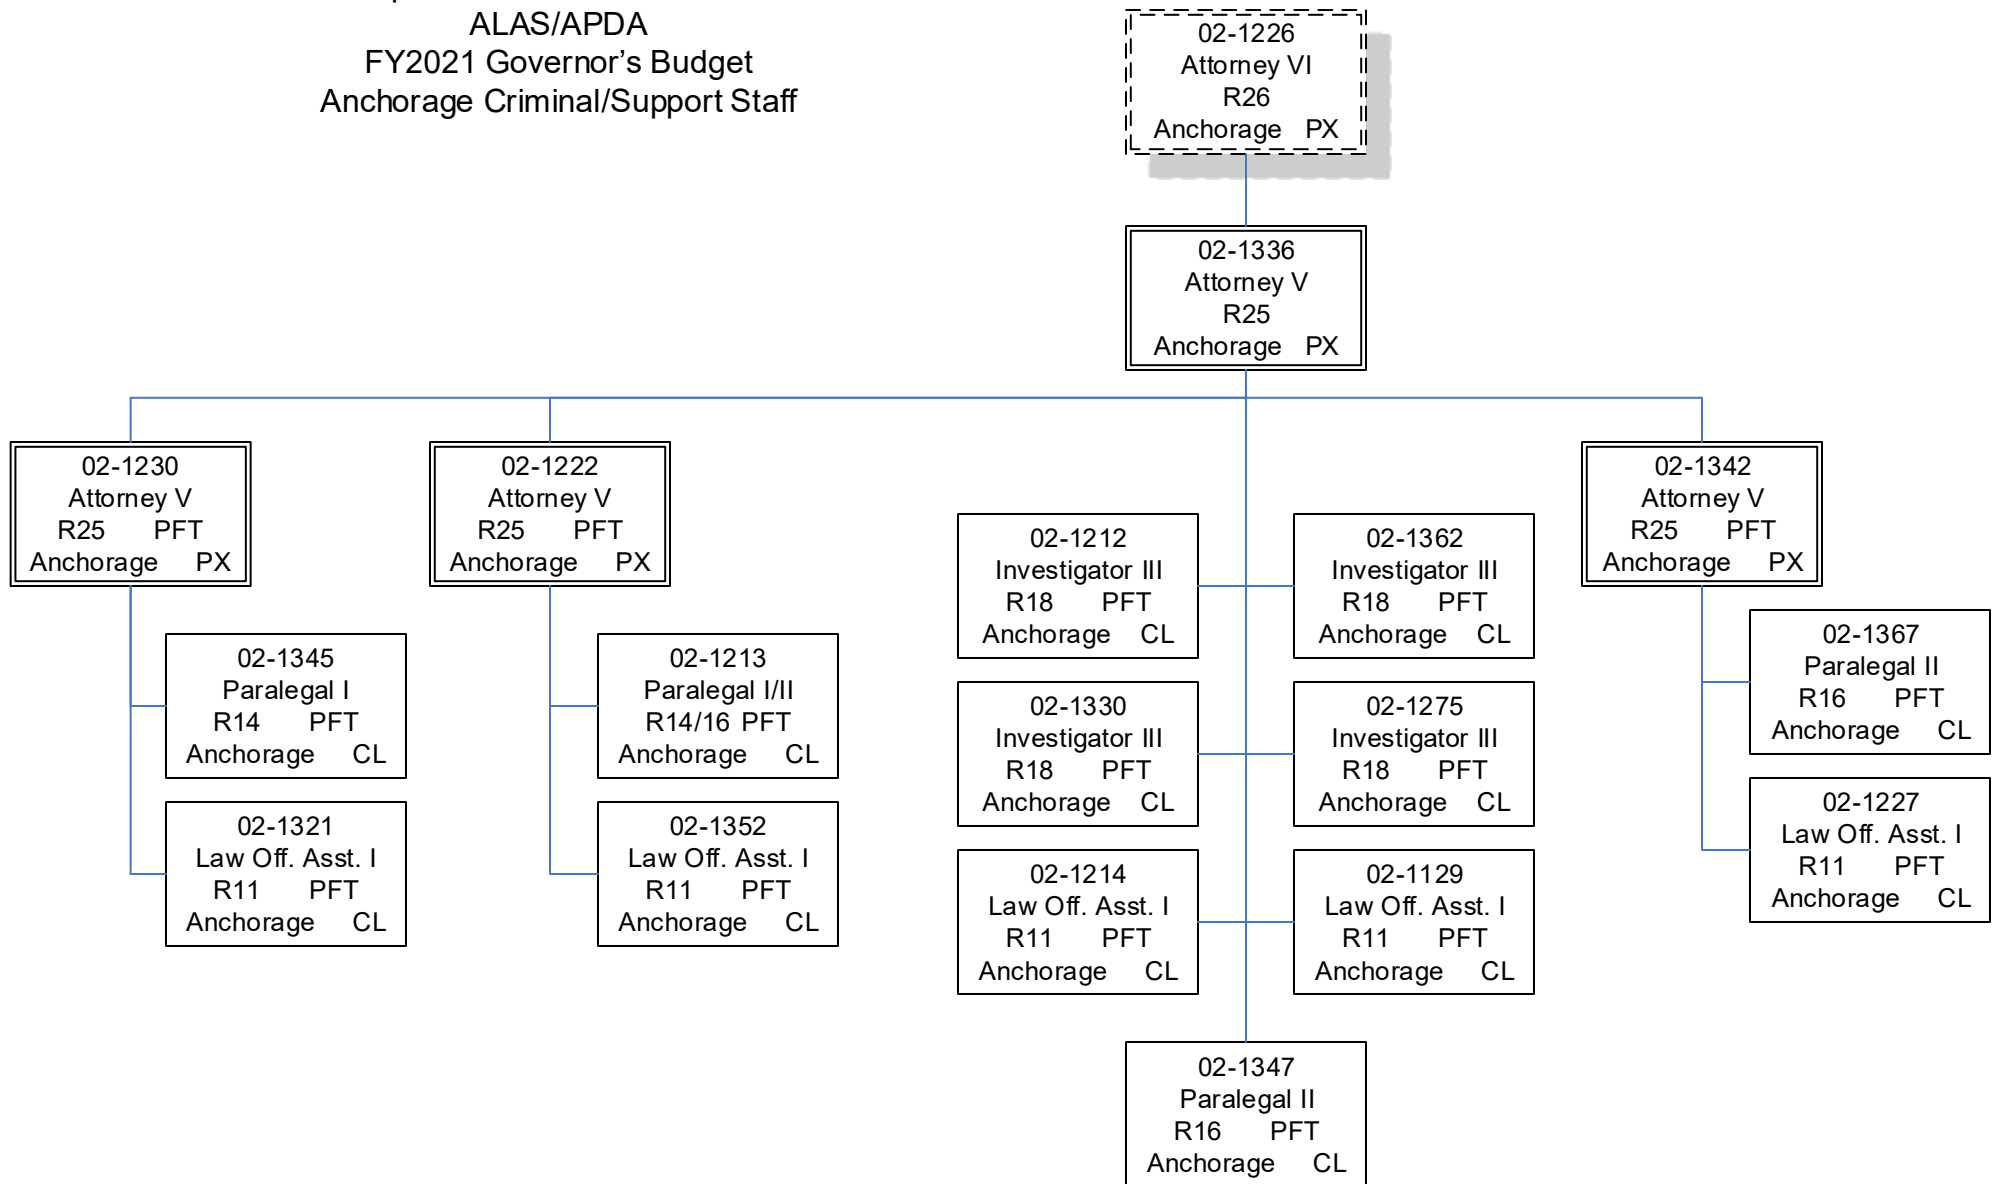 ALAS/APDA
FY2021 Governor’s Budget
Anchorage Criminal/Support Staff
02-1226
Attorney VI
R26
Anchorage PX
02-1336
Attorney V
R25
Anchorage PX
02-1230
Attorney V
R25 PFT
Anchorage PX
02-1222
Attorney V
R25 PFT
Anchorage PX
02-1342
Attorney V
R25 PFT
Anchorage PX
02-1212
Investigator III
R18 PFT
Anchorage CL
02-1362
Investigator III
R18 PFT
Anchorage CL
02-1345
Paralegal I
R14 PFT
Anchorage CL
02-1213
Paralegal I/II
R14/16 PFT
Anchorage CL
02-1330
Investigator III
R18 PFT
Anchorage CL
02-1275
Investigator III
R18 PFT
Anchorage CL
02-1367
Paralegal II
R16 PFT
Anchorage CL
02-1321
Law Off. Asst. I
R11 PFT
Anchorage CL
02-1352
Law Off. Asst. I
R11 PFT
Anchorage CL
02-1214
Law Off. Asst. I
R11 PFT
Anchorage CL
02-1129
Law Off. Asst. I
R11 PFT
Anchorage CL
02-1227
Law Off. Asst. I
R11 PFT
Anchorage CL
02-1347
Paralegal II
R16 PFT
Anchorage CL